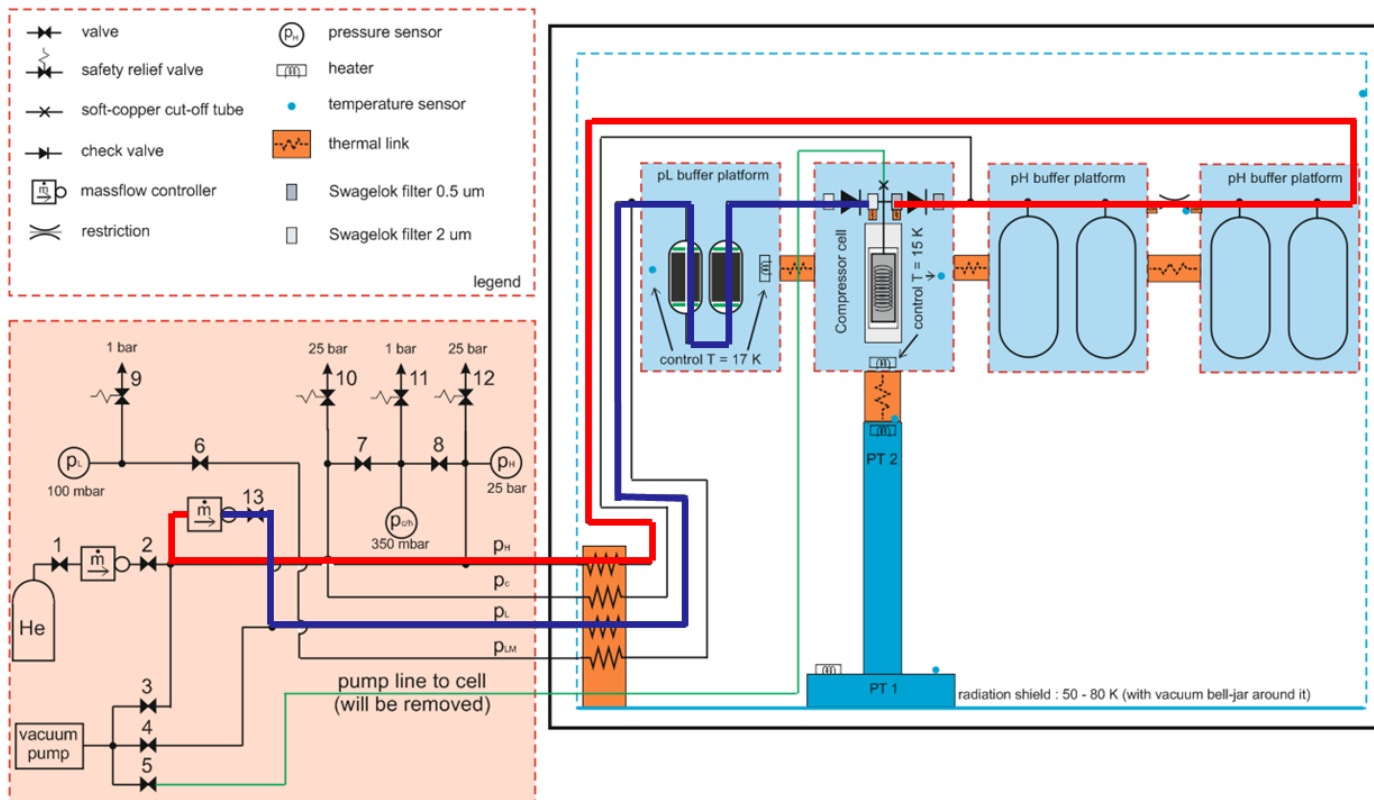 valve
safety relief valve
soft-copper cut-off tube
check valve
massflow controller
restriction
pH
pressure sensor
heater
temperature sensor
thermal link
Swagelok filter 0.5 um
Swagelok filter 2 um
ṁ
legend
1 bar
9
25 bar
10
1 bar
11
25 bar
12
pL
100 mbar
6
7
8
pH
25 bar
ṁ
13
pc/h
350 mbar
1
ṁ
2
He
pH
pc
pL
pLM
pump line to cell
(will be removed)
3
4
5
vacuum
pump
pL buffer platform
pH buffer platform
pH buffer platform
Compressor cell
control T = 15 K
control T = 17 K
PT 2
PT 1
radiation shield : 50 - 80 K (with vacuum bell-jar around it)